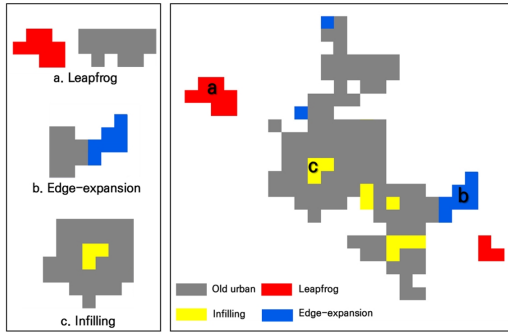 a. Leapfrog
b. Edge-expansion
c. Infilling
a
c
b
Old urban
Leapfrog
Infilling
Edge-expansion